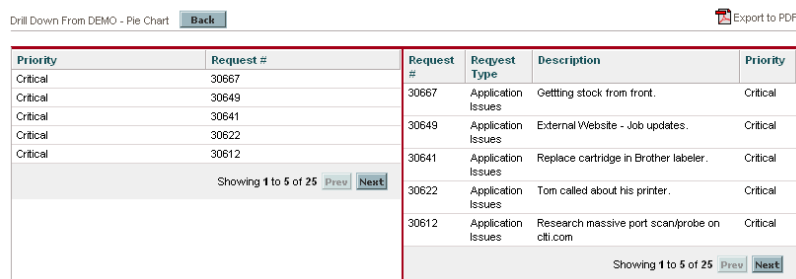 Drill Down From DEMO - Pie Chart Back Export to PDF
Priority Request #
Critical 30667
Critical 30649
Critical 30641
Critical 30622
Critical 30612
Showing 1 to 5 of 25 Prev Next
Request # Reqyest Type Description Priority
30667 Application Issues Gettting stock from front. Critical
30649 Application Issues External Website - Job updates. Critical
30641 Application Issues Replace cartridge in Brother labeler. Critical
30622 Application Issues Tom called about his printer. Critical
30612 Application Issues Research massive port scan/probe on ctti.com Critical
Showing 1 to 5 of 25 Prev Next